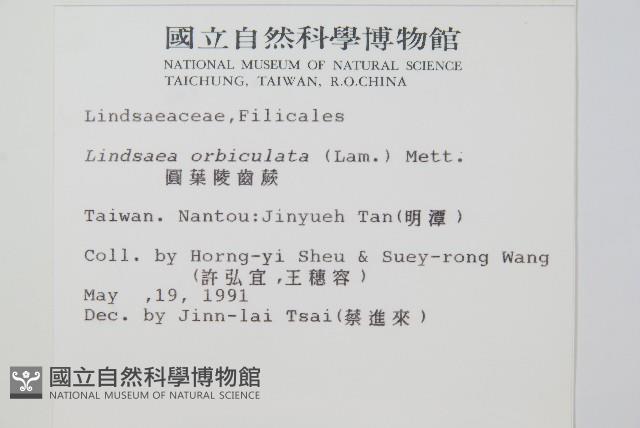 國立自然科學博物館
NATIONAL MUSEUM OF NATURAL SCIENCE
TAICHUNG, TAIWAN, R.O.CHINA
Lindsaeaceae,Filicales
Lindsaea orbiculata (Lam.) Mett.
圓葉陵齒蕨
Taiwan. Nantou:Jinyueh Tan(明潭)
Coll. by Horng-yi Sheu & Suey-rong Wang
(許弘宜,王穗容)
May ,19, 1991
Dec. by Jinn-lai Tsai(蔡進來)
國立自然科學博物館
NATIONAL MUSEUM OF NATURAL SCIENCE